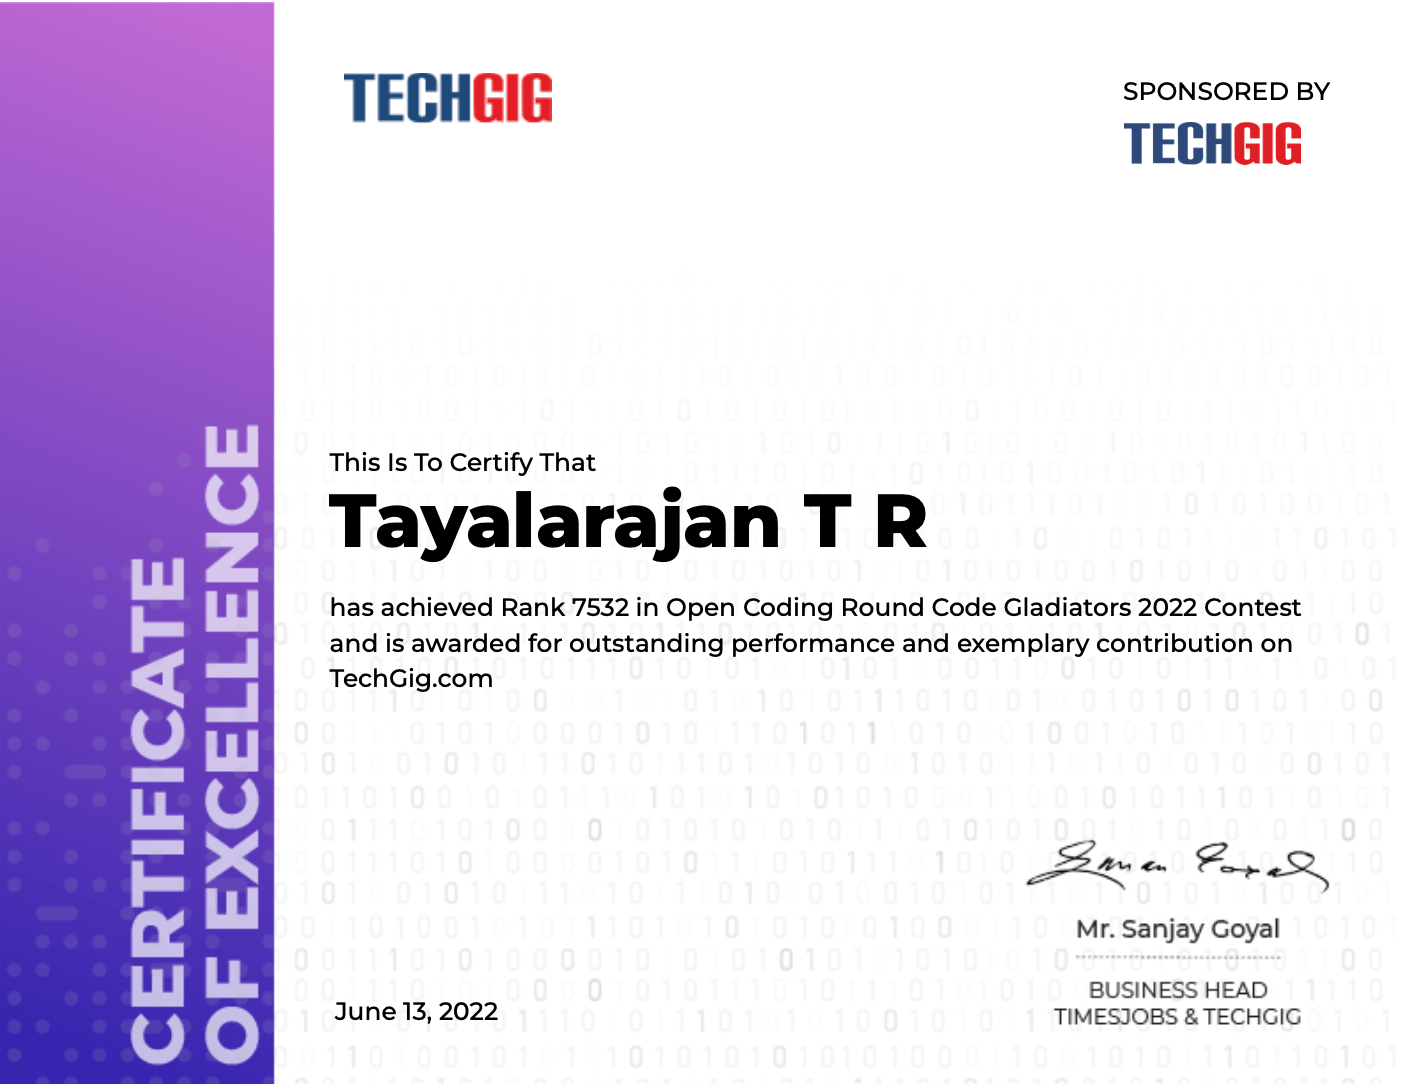 TECHGIG
SPONSORED BY
TECHGIG
CERTIFICATE
OF EXCELLENCE
This Is To Certify That
Tayalarajan T R
has achieved Rank 7532 in Open Coding Round Code Gladiators 2022 Contest
and is awarded for outstanding performance and exemplary contribution on
TechGig.com
June 13, 2022
Mr. Sanjay Goyal
BUSINESS HEAD
TIMESJOBS & TECHGIG